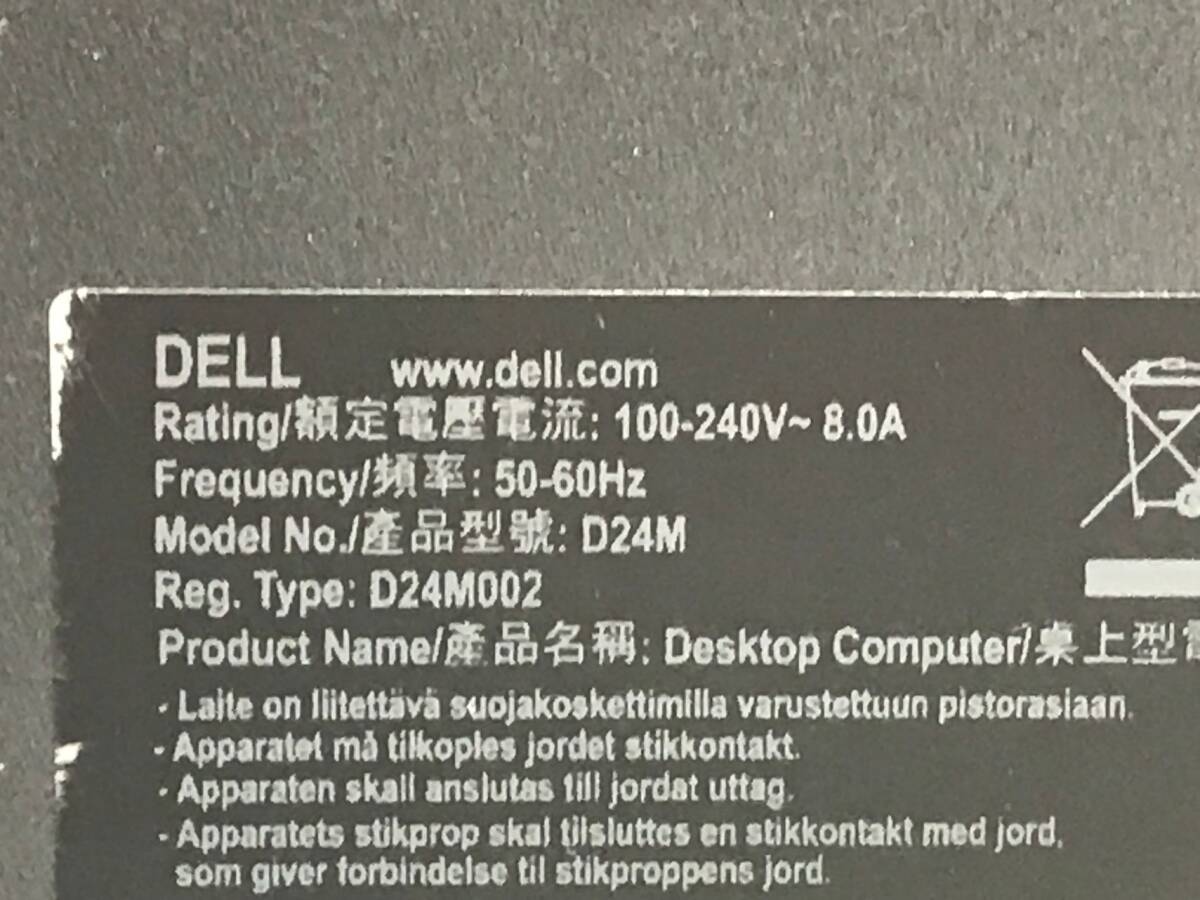 DELL www.dell.com
Rating/額定電壓電流: 100-240V~ 8.0A
Frequency/頻率: 50-60Hz
Model No./產品型號: D24M
Reg. Type: D24M002
Product Name/產品名稱: Desktop Computer/桌上型電
- Laite on liitettävä suojakoskettimilla varustettuun pistorasiaan.
- Apparatet må tilkoples jordet stikkontakt.
- Apparaten skall anslutas till jordat uttag.
- Apparatets stikprop skal tilsluttes en stikkontakt med jord,
som giver forbindelse til stikproppens jord.